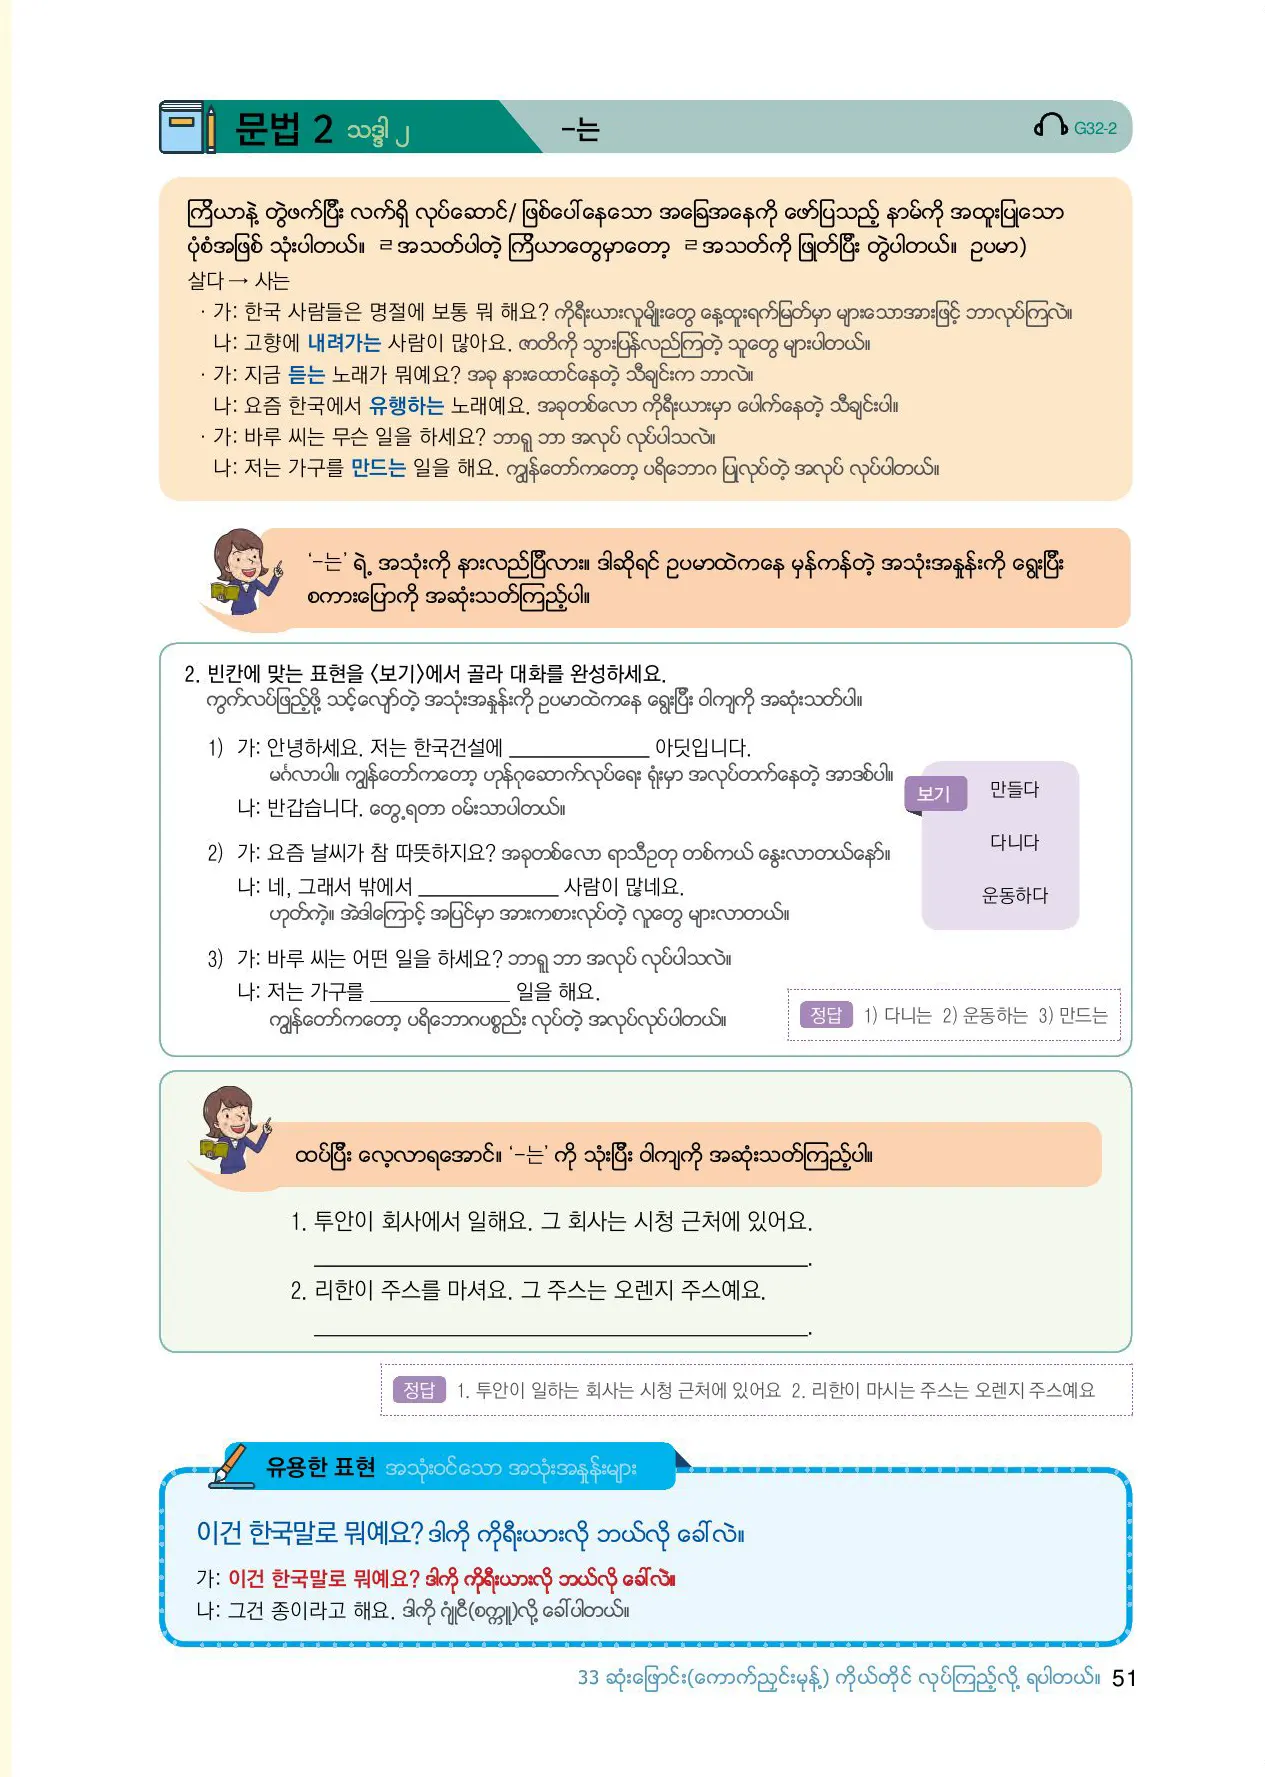 문법 2 သဒ္ဒါ ၂ -는 G32-2
ကြိယာနဲ့ တွဲဖက်ပြီး လက်ရှိ လုပ်ဆောင်/ ဖြစ်ပေါ်နေသော အခြေအနေကို ဖော်ပြသည့် နာမ်ကို အထူးပြုသော
ပုံစံအဖြစ် သုံးပါတယ်။ ㄹအသတ်ပါတဲ့ ကြိယာတွေမှာတော့ ㄹအသတ်ကို ဖြုတ်ပြီး တွဲပါတယ်။ ဥပမာ)
살다 → 사는
· 가: 한국 사람들은 명절에 보통 뭐 해요? ကိုရီးယားလူမျိုးတွေ နေ့ထူးရက်မြတ်မှာ များသောအားဖြင့် ဘာလုပ်ကြလဲ။
나: 고향에 내려가는 사람이 많아요. ဇာတိကို သွားပြန်လည်ကြတဲ့ သူတွေ များပါတယ်။
· 가: 지금 듣는 노래가 뭐예요? အခု နားထောင်နေတဲ့ သီချင်းက ဘာလဲ။
나: 요즘 한국에서 유행하는 노래예요. အခုတစ်လော ကိုရီးယားမှာ ပေါက်နေတဲ့ သီချင်းပါ။
· 가: 바루 씨는 무슨 일을 하세요? ဘာရူ ဘာ အလုပ် လုပ်ပါသလဲ။
나: 저는 가구를 만드는 일을 해요. ကျွန်တော်ကတော့ ပရိဘောဂ ပြုလုပ်တဲ့ အလုပ် လုပ်ပါတယ်။
‘-는’ ရဲ့ အသုံးကို နားလည်ပြီလား။ ဒါဆိုရင် ဥပမာထဲကနေ မှန်ကန်တဲ့ အသုံးအနှုန်းကို ရွေးပြီး
စကားပြောကို အဆုံးသတ်ကြည့်ပါ။
2. 빈칸에 맞는 표현을 〈보기〉에서 골라 대화를 완성하세요.
ကွက်လပ်ဖြည့်ဖို့ သင့်လျော်တဲ့ အသုံးအနှုန်းကို ဥပမာထဲကနေ ရွေးပြီး ဝါကျကို အဆုံးသတ်ပါ။
1) 가: 안녕하세요. 저는 한국건설에 ______________ 아딧입니다.
မင်္ဂလာပါ။ ကျွန်တော်ကတော့ ဟန်ဂုဆောက်လုပ်ရေး ရုံးမှာ အလုပ်တက်နေတဲ့ အာဒစ်ပါ။
나: 반갑습니다. တွေ့ရတာ ဝမ်းသာပါတယ်။
2) 가: 요즘 날씨가 참 따뜻하지요? အခုတစ်လော ရာသီဥတု တစ်ကယ် နွေးလာတယ်နော်။
나: 네, 그래서 밖에서 ______________ 사람이 많네요.
ဟုတ်ကဲ့။ အဲဒါကြောင့် အပြင်မှာ အားကစားလုပ်တဲ့ လူတွေ များလာတယ်။
3) 가: 바루 씨는 어떤 일을 하세요? ဘာရူ ဘာ အလုပ် လုပ်ပါသလဲ။
나: 저는 가구를 ______________ 일을 해요.
ကျွန်တော်ကတော့ ပရိဘောဂပစ္စည်း လုပ်တဲ့ အလုပ်လုပ်ပါတယ်။
보기
만들다
다니다
운동하다
정답 1) 다니는 2) 운동하는 3) 만드는
ထပ်ပြီး လေ့လာရအောင်။ ‘-는’ ကို သုံးပြီး ဝါကျကို အဆုံးသတ်ကြည့်ပါ။
1. 투안이 회사에서 일해요. 그 회사는 시청 근처에 있어요.
______________________________.
2. 리한이 주스를 마셔요. 그 주스는 오렌지 주스예요.
______________________________.
정답 1. 투안이 일하는 회사는 시청 근처에 있어요 2. 리한이 마시는 주스는 오렌지 주스예요
유용한 표현 အသုံးဝင်သော အသုံးအနှုန်းများ
이건 한국말로 뭐예요? ဒါကို ကိုရီးယားလို ဘယ်လို ခေါ်လဲ။
가: 이건 한국말로 뭐예요? ဒါကို ကိုရီးယားလို ဘယ်လို ခေါ်လဲ။
나: 그건 종이라고 해요. ဒါကို ဂျုံငီ(စက္ကူ)လို့ ခေါ်ပါတယ်။
33 ဆုံးဖြောင်း(ကောက်ညှင်းမုန့်) ကိုယ်တိုင် လုပ်ကြည့်လို့ ရပါတယ်။ 51